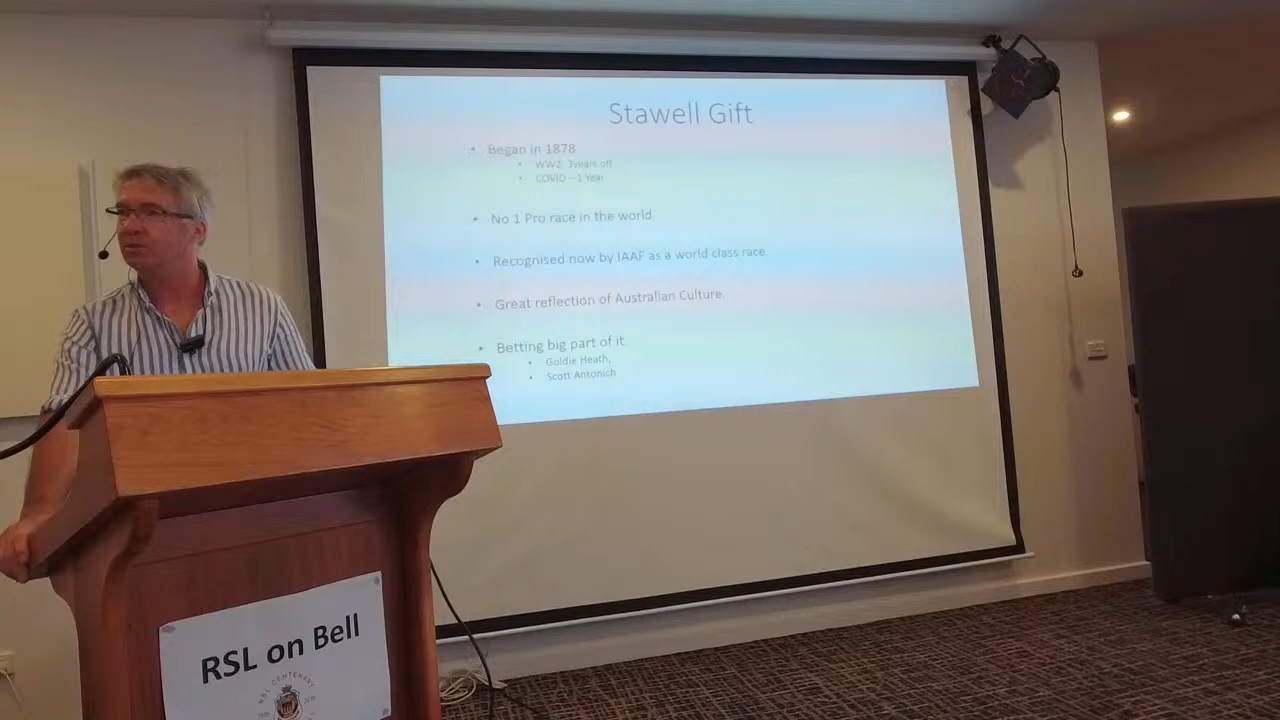 Stawell Gift
• Began in 1878
• WW2 3years off
• COVID – 1 Year
• No 1 Pro race in the world.
• Recognised now by IAAF as a world class race
• Great reflection of Australian Culture.
• Betting big part of it
• Goldie Heath,
• Scott Antonich
RSL on Bell
RSL CENTENARY